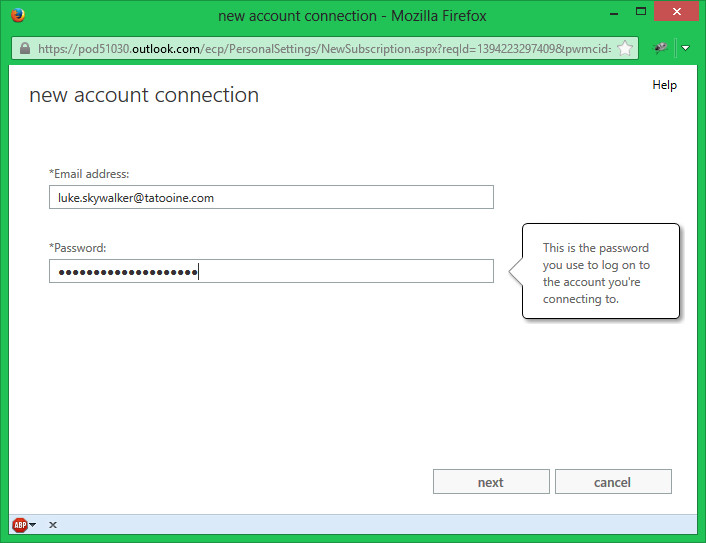 new account connection - Mozilla Firefox
https://pod51030.outlook.com/ecp/PersonalSettings/NewSubscription.aspx?reqId=1394223297409&pwmcid=
Help
new account connection
*Email address:
luke.skywalker@tatooine.com
*Password:
●●●●●●●●●●●●●●●●●●●●
This is the password
you use to log on to
the account you're
connecting to.
next
cancel
ABP